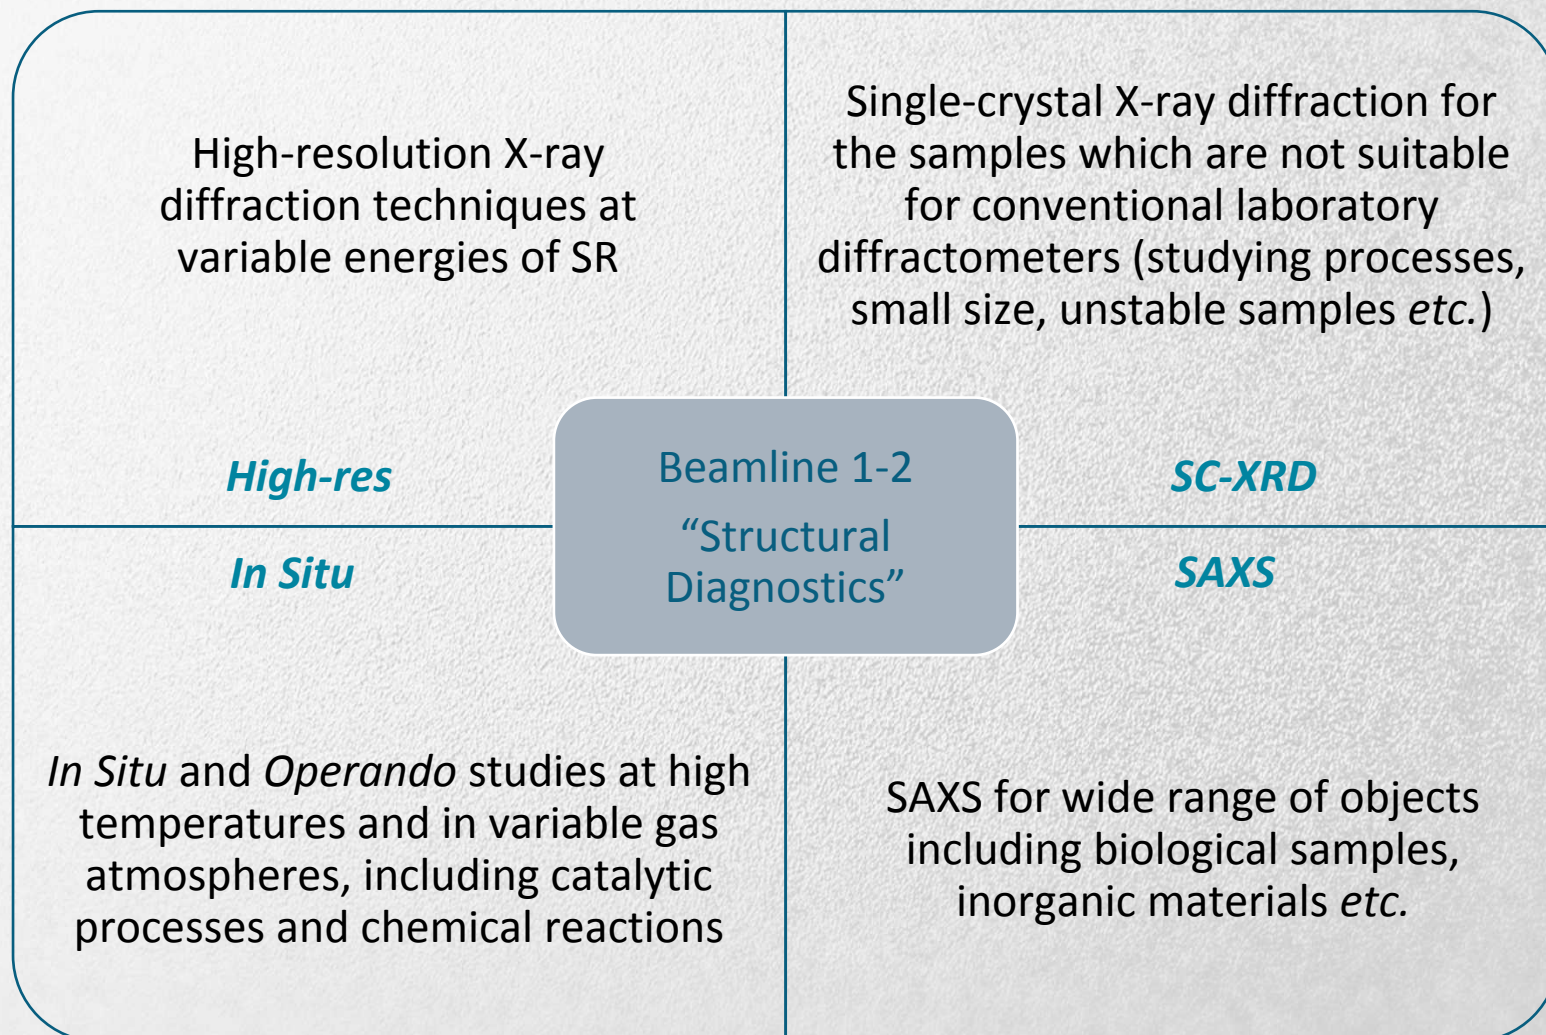 High-resolution X-ray
diffraction techniques at
variable energies of SR
High-res
Single-crystal X-ray diffraction for
the samples which are not suitable
for conventional laboratory
diffractometers (studying processes,
small size, unstable samples etc.)
SC-XRD
Beamline 1-2
“Structural
Diagnostics”
In Situ
In Situ and Operando studies at high
temperatures and in variable gas
atmospheres, including catalytic
processes and chemical reactions
SAXS
SAXS for wide range of objects
including biological samples,
inorganic materials etc.